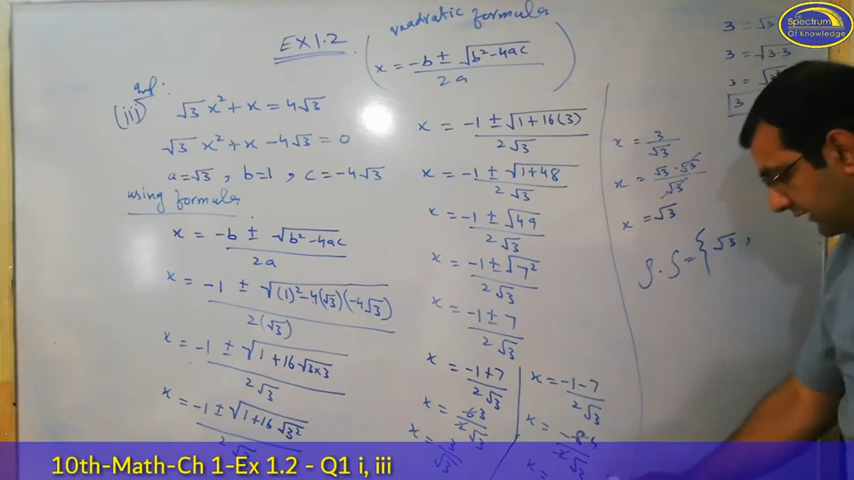 EX 1.2
quadratic formula
x = -b ± √b²-4ac / 2a
(iii)
√3 x² + x = 4√3
√3 x² + x - 4√3 = 0
a = √3 , b = 1 , c = -4√3
using formula
x = -b ± √b²-4ac / 2a
x = -1 ± √(1)²-4(√3)(-4√3) / 2(√3)
x = -1 ± √1+16√3×3 / 2√3
x = -1 ± √1+16√3²
x = -1 ± √1+16(3) / 2√3
x = -1 ± √1+48 / 2√3
x = -1 ± √49 / 2√3
x = -1 ± √7² / 2√3
x = -1 ± 7 / 2√3
x = -1+7 / 2√3
x = 3/√3
x = -1-7 / 2√3
3 = √3
3 = √3·3
3
x = 3/√3
x = √3·√3 / √3
x = √3
S.S = { √3 ,
Spectrum
Of Knowledge
10th-Math-Ch 1-Ex 1.2 - Q1 i, iii